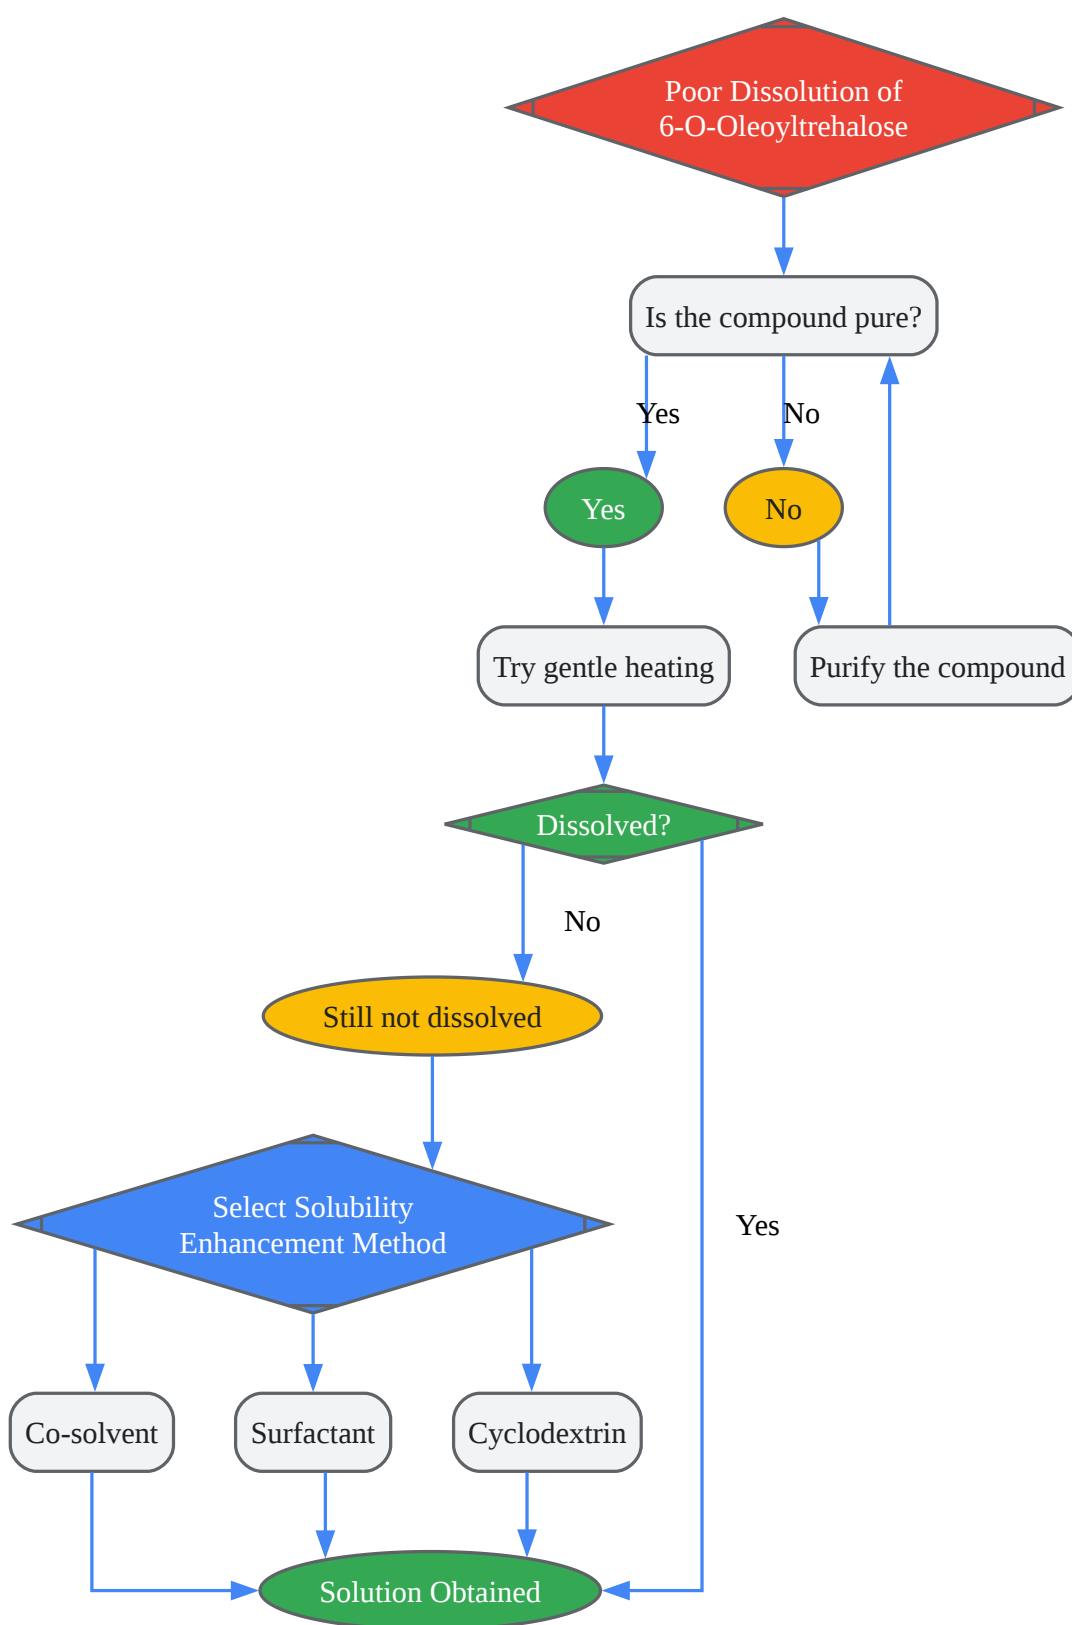 Poor Dissolution of
6-O-Oleoyltrehalose
Is the compound pure?
Yes
No
Yes
No
Try gentle heating
Purify the compound
Dissolved?
No
Still not dissolved
Select Solubility
Enhancement Method
Yes
Co-solvent
Surfactant
Cyclodextrin
Solution Obtained